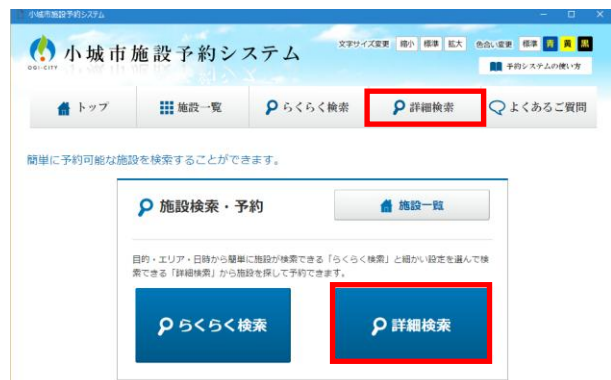 小城市施設予約システム
文字サイズ変更 縮小 標準 拡大 色合い変更 標準 青 黄 黒
OGI-CITY 小城市施設予約システム
予約システムの使い方
トップ 施設一覧 らくらく検索 詳細検索 よくあるご質問
簡単に予約可能な施設を検索することができます。
施設検索・予約 施設一覧
目的・エリア・日時から簡単に施設が検索できる「らくらく検索」と細かい設定を選んで検
索できる「詳細検索」から施設を探して予約できます。
らくらく検索 詳細検索